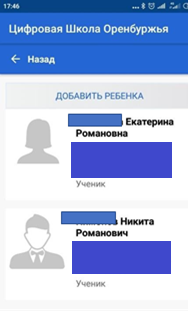 17:46
Цифровая Школа Оренбуржья
← Назад
ДОБАВИТЬ РЕБЕНКА
Екатерина
Романовна
Ученик
Никита
Романович
Ученик